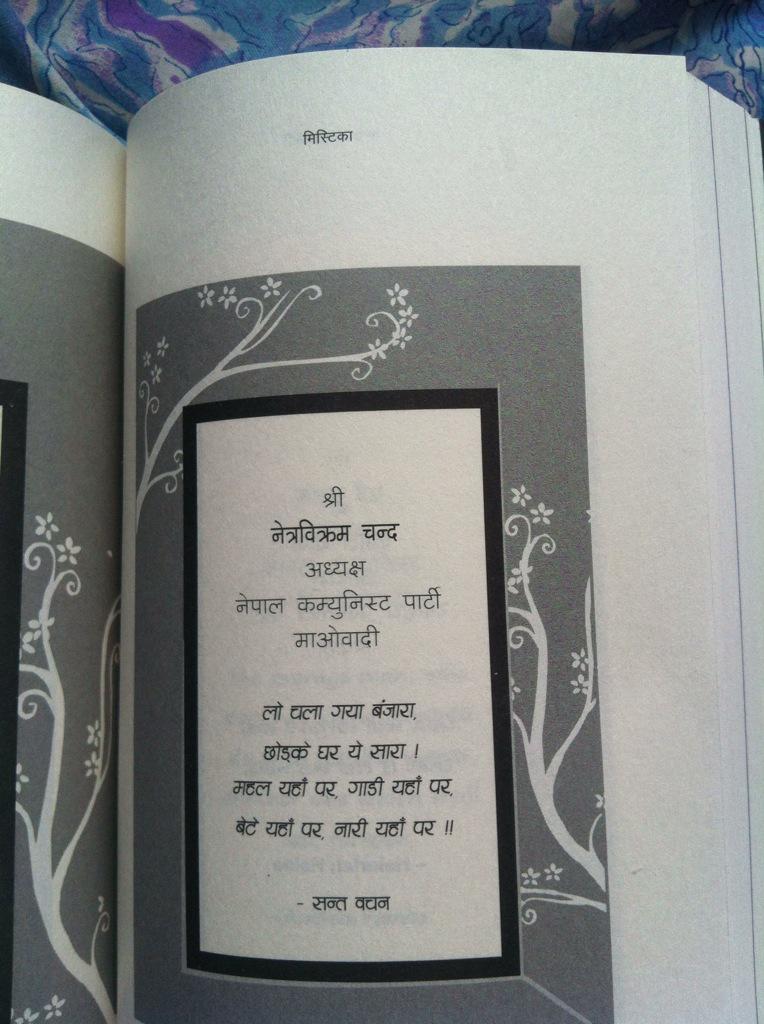 मिस्टिका
श्री
नेत्रविक्रम चन्द
अध्यक्ष
नेपाल कम्युनिस्ट पार्टी
माओवादी
लो चला गया बंजारा,
छोड़के घर ये सारा !
महल यहाँ पर, गाडी यहाँ पर,
बेटे यहाँ पर, नारी यहाँ पर !!
- सन्त वचन